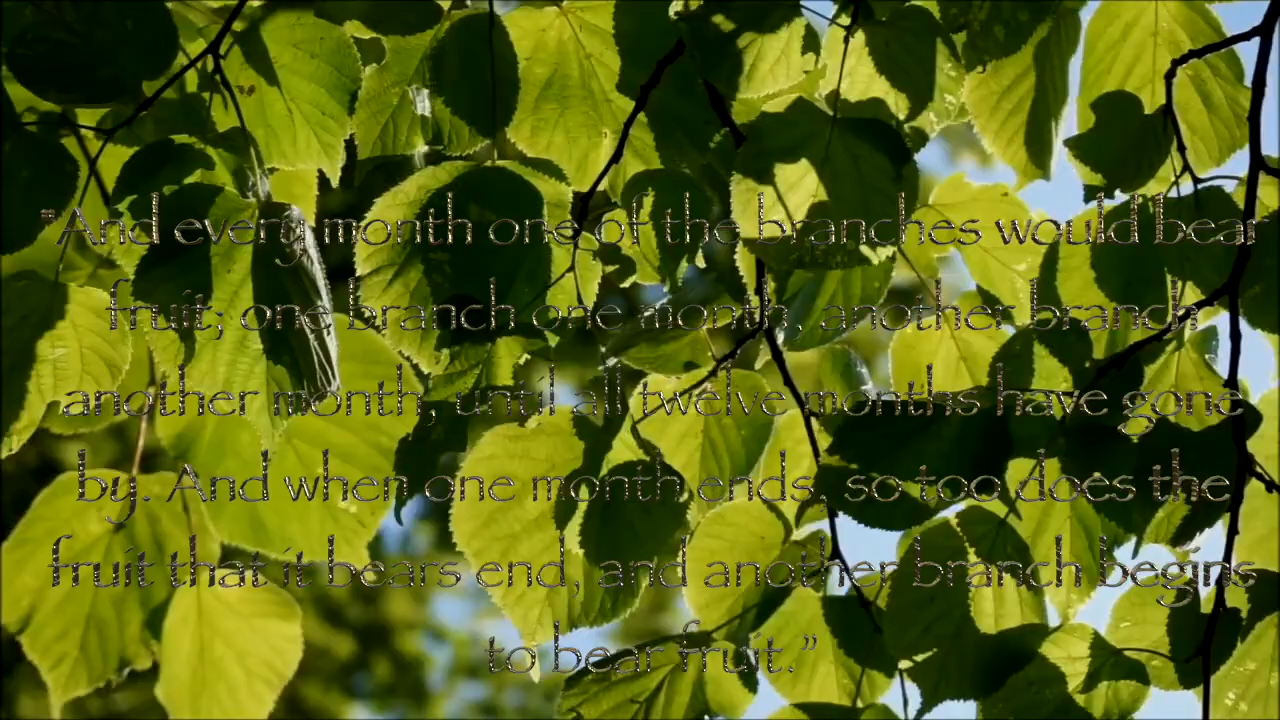 “And every month one of the branches would bear
fruit; one branch one month, another branch
another month, until all twelve months have gone
by. And when one month ends, so too does the
fruit that it bears end, and another branch begins
to bear fruit.”